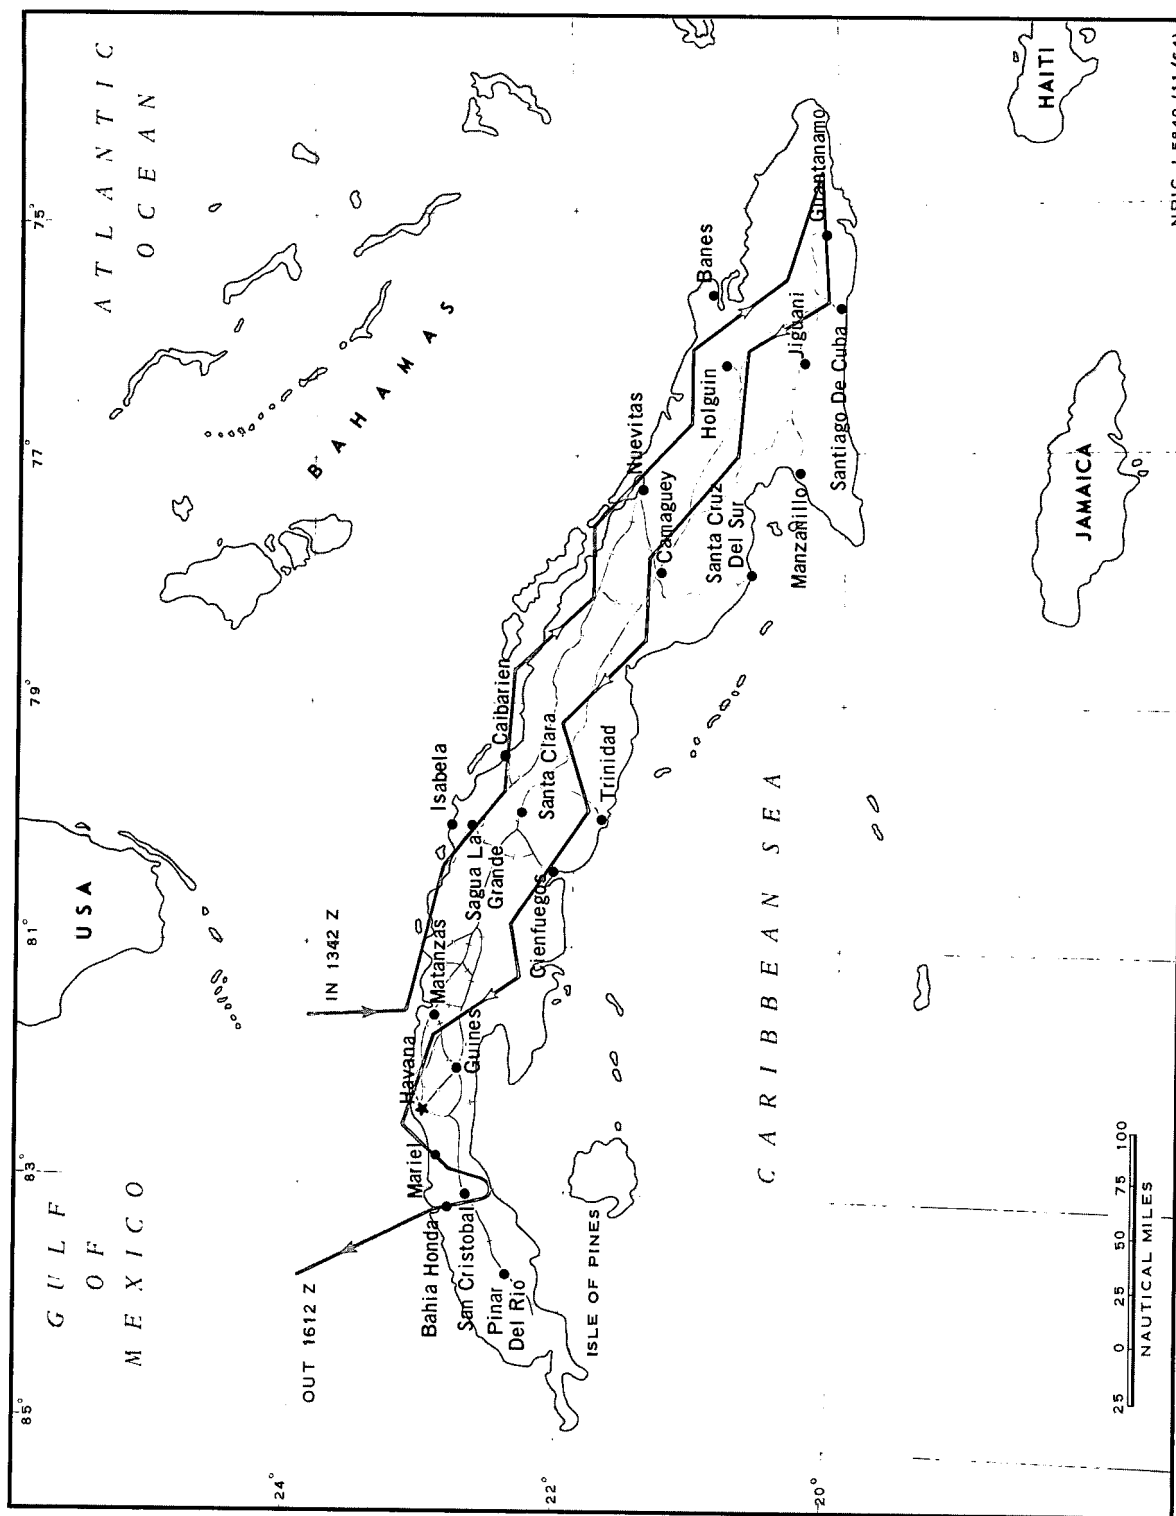 GULF
OF
MEXICO
USA
ATLANTIC
OCEAN
BAHAMAS
85°
83°
81°
79°
77°
75°
24°
22°
20°
OUT 1612 Z
IN 1342 Z
Havana
Mariel
Bahia Honda
San Cristobal
Pinar
Del Rio
Guines
Matanzas
Isabela
Sagua La
Grande
Caibarien
Santa Clara
Cienfuegos
Trinidad
Nuevitas
Camaguey
Santa Cruz
Del Sur
Holguin
Banes
Manzanillo
Jiguani
Santiago De Cuba
Guantanamo
ISLE OF PINES
CARIBBEAN SEA
JAMAICA
HAITI
25 0 25 50 75 100
NAUTICAL MILES